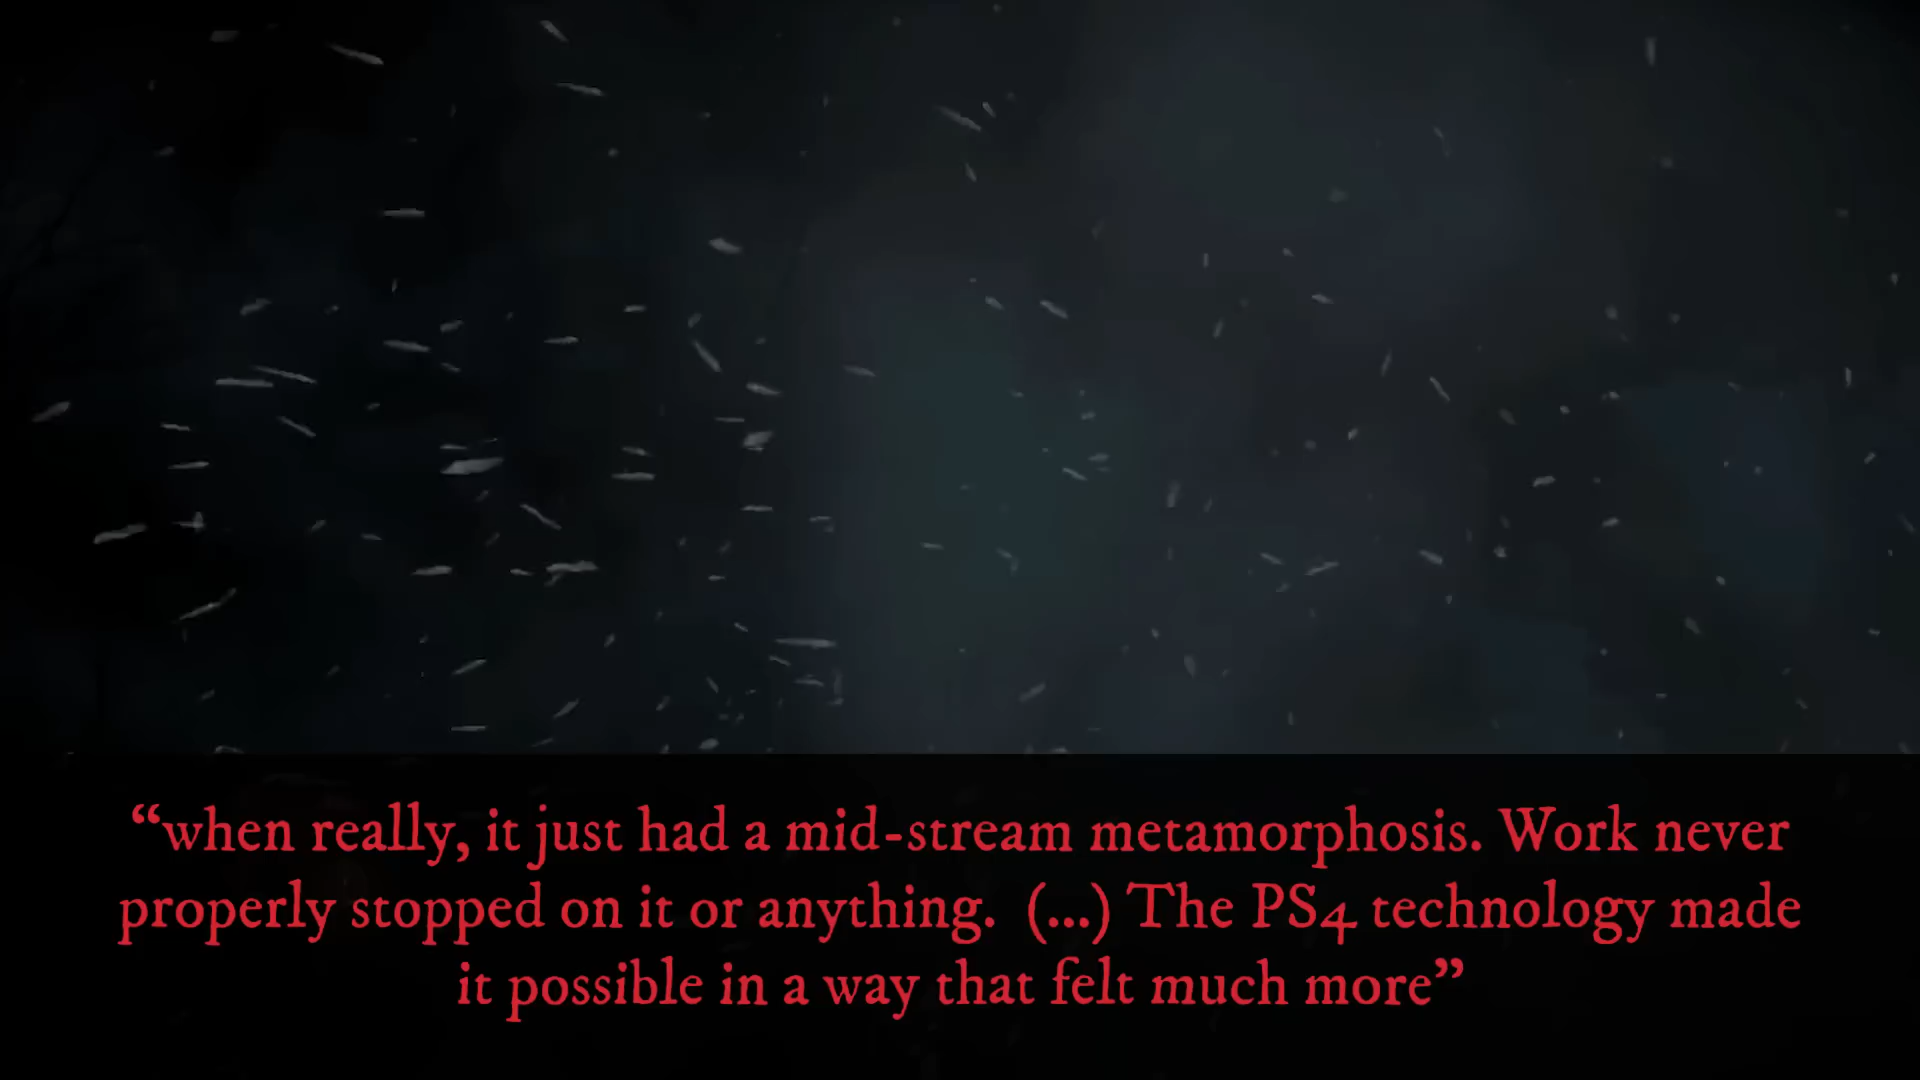 “when really, it just had a mid-stream metamorphosis. Work never
properly stopped on it or anything.  (...) The PS4 technology made
it possible in a way that felt much more”